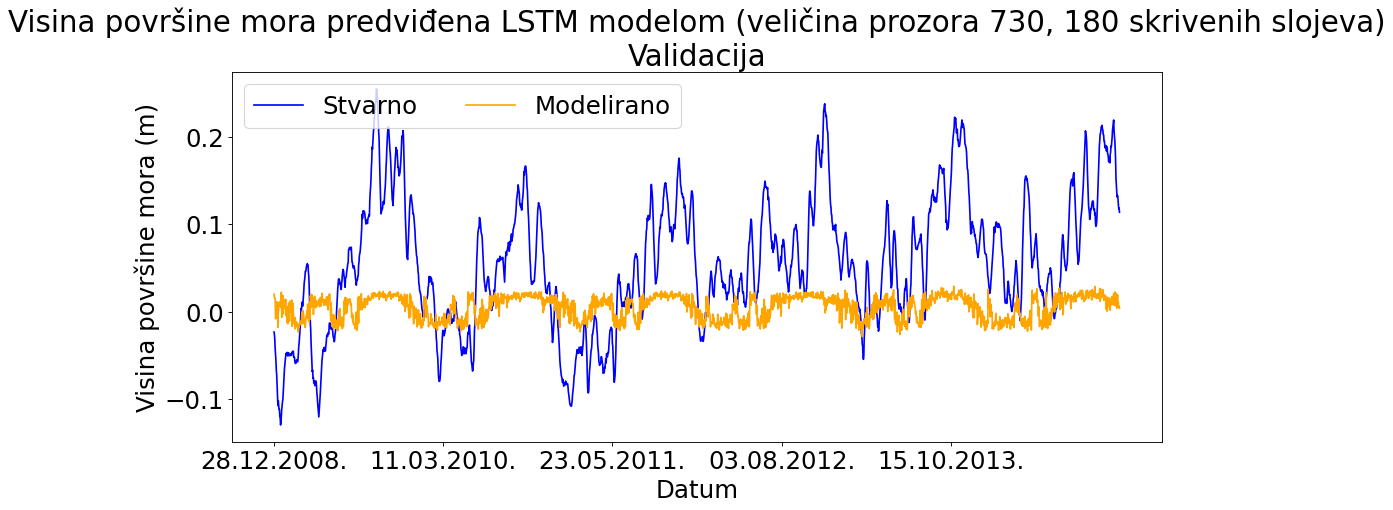 Visina površine mora predviđena LSTM modelom (veličina prozora 730, 180 skrivenih slojeva)
Validacija
Stvarno Modelirano
Visina površine mora (m)
0.2
0.1
0.0
−0.1
28.12.2008. 11.03.2010. 23.05.2011. 03.08.2012. 15.10.2013.
Datum